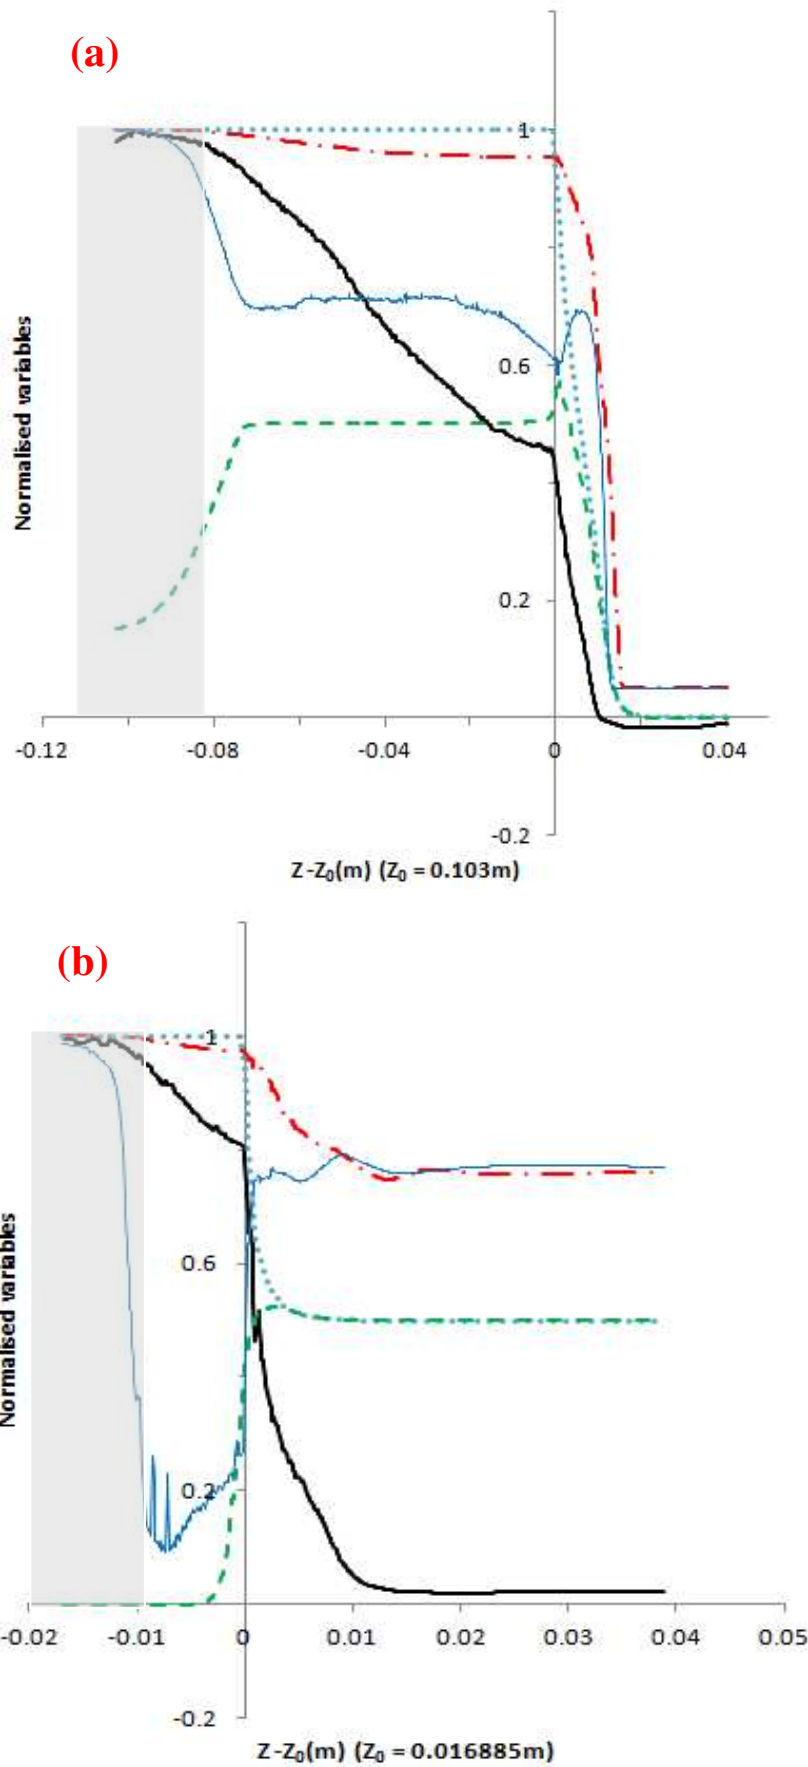 (a)
1
Normalised variables
0.6
0.2
-0.12 -0.08 -0.04 0 0.04
-0.2
Z-Z₀(m) (Z₀ = 0.103m)
(b)
1
Normalised variables
0.6
0.2
-0.02 -0.01 0 0.01 0.02 0.03 0.04 0.05
-0.2
Z-Z₀(m) (Z₀ = 0.016885m)